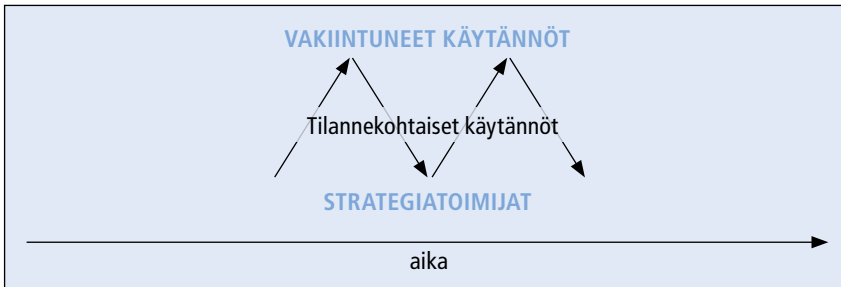 VAKIINTUNEET KÄYTÄNNÖT
Tilannekohtaiset käytännöt
STRATEGIATOIMIJAT
aika